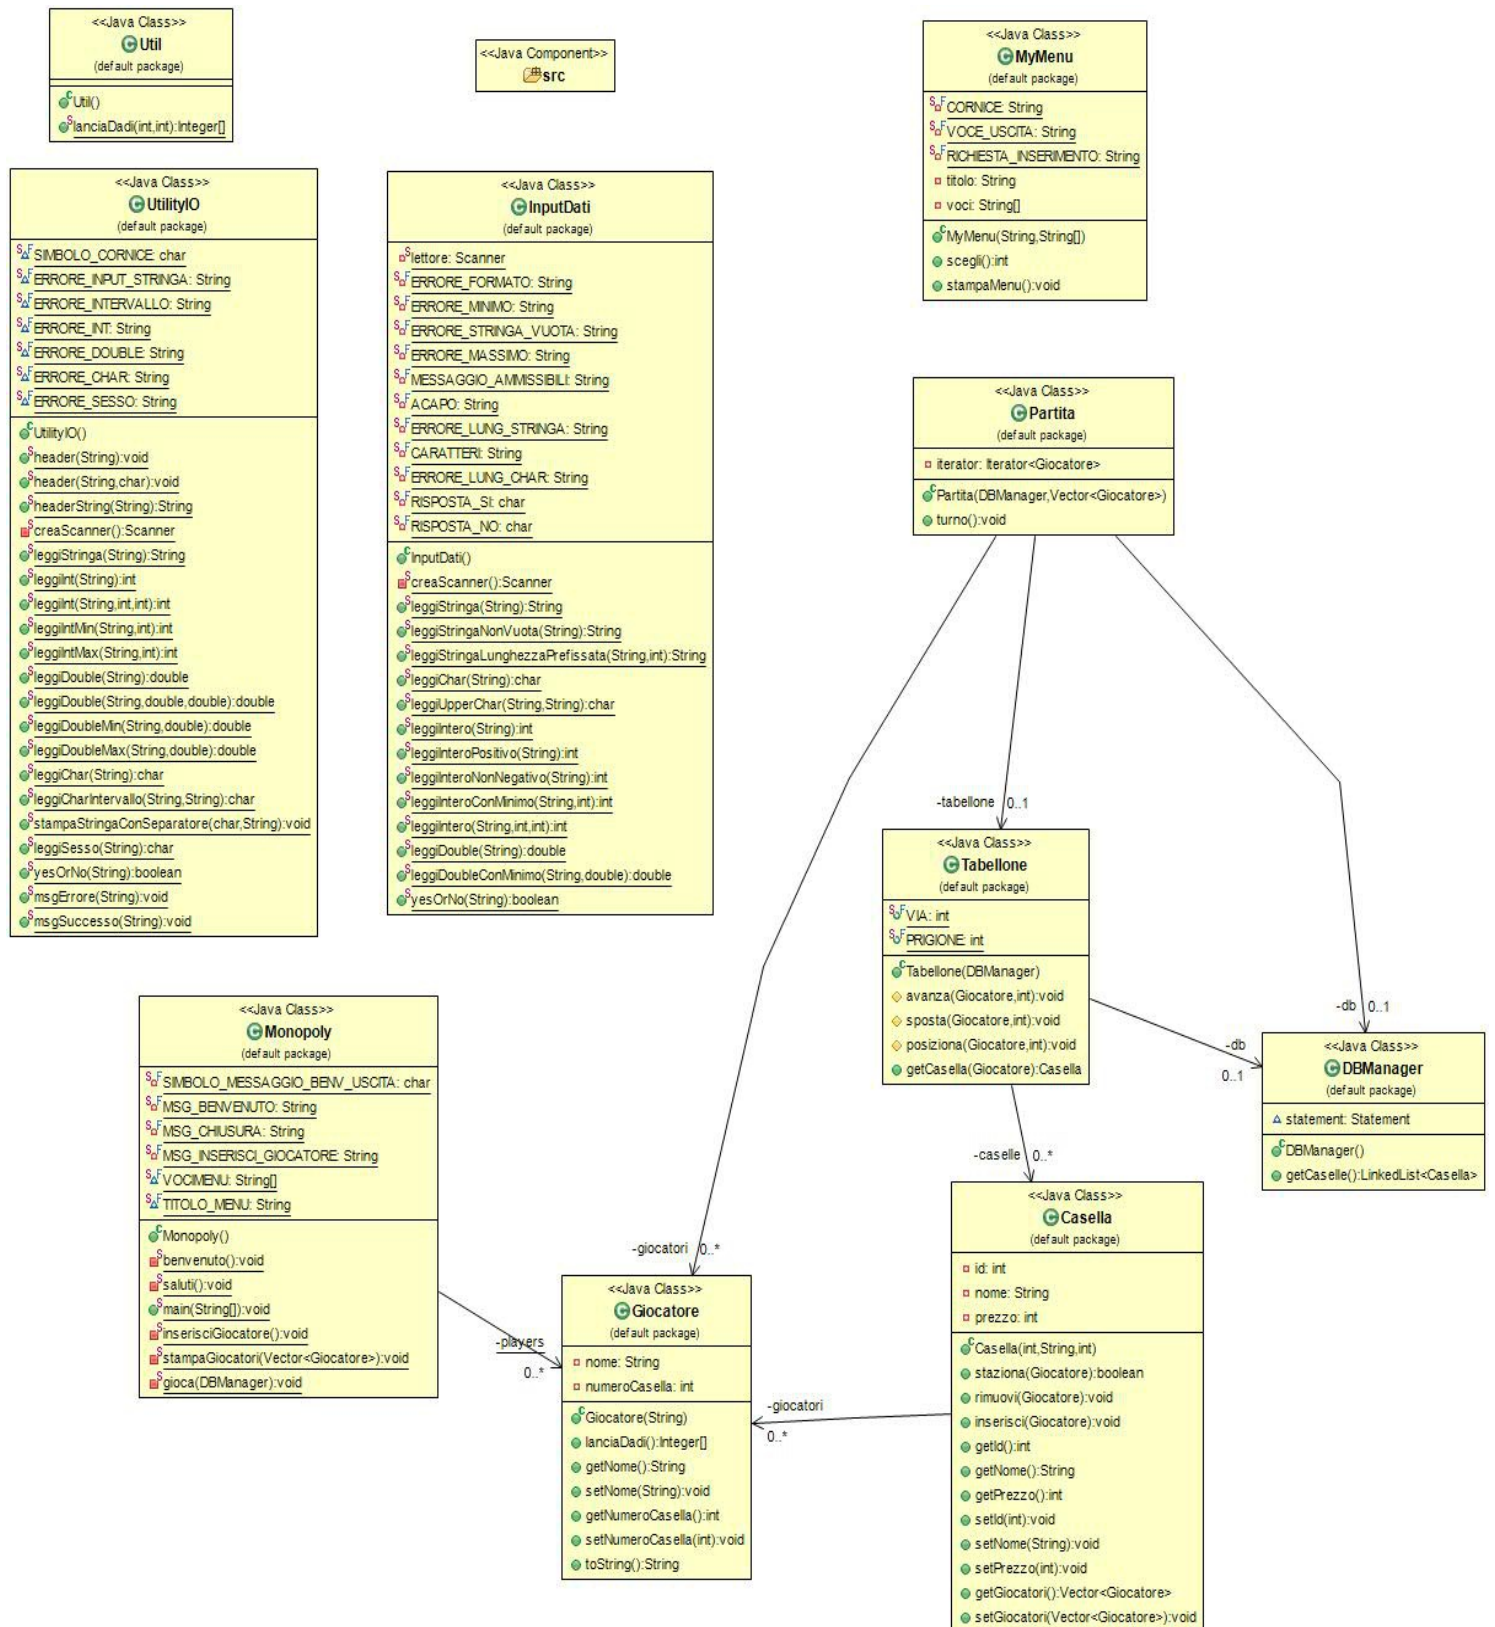 <<Java Class>>
Util
(default package)
Util()
lanciaDadi(int,int):Integer[]
<<Java Component>>
src
<<Java Class>>
MyMenu
(default package)
CORNICE: String
VOCE_USCITA: String
RICHIESTA_INSERIMENTO: String
titolo: String
voci: String[]
MyMenu(String,String[])
scegli():int
stampaMenu():void
<<Java Class>>
UtilityIO
(default package)
SIMBOLO_CORNICE: char
ERRORE_INPUT_STRINGA: String
ERRORE_INTERVALLO: String
ERRORE_INT: String
ERRORE_DOUBLE: String
ERRORE_CHAR: String
ERRORE_SESSO: String
UtilityIO()
header(String):void
header(String,char):void
headerString(String):String
creaScanner():Scanner
leggiStringa(String):String
leggiInt(String):int
leggiInt(String,int,int):int
leggiIntMin(String,int):int
leggiIntMax(String,int):int
leggiDouble(String):double
leggiDouble(String,double,double):double
leggiDoubleMin(String,double):double
leggiDoubleMax(String,double):double
leggiChar(String):char
leggiCharIntervallo(String,String):char
stampaStringaConSeparatore(char,String):void
leggiSesso(String):char
yesOrNo(String):boolean
msgErrore(String):void
msgSuccesso(String):void
<<Java Class>>
InputDati
(default package)
lettore: Scanner
ERRORE_FORMATO: String
ERRORE_MINIMO: String
ERRORE_STRINGA_VUOTA: String
ERRORE_MASSIMO: String
MESSAGGIO_AMMISSIBILI: String
ACAPO: String
ERRORE_LUNG_STRINGA: String
CARATTERI: String
ERRORE_LUNG_CHAR: String
RISPOSTA_SI: char
RISPOSTA_NO: char
InputDati()
creaScanner():Scanner
leggiStringa(String):String
leggiStringaNonVuota(String):String
leggiStringaLunghezzaPrefissata(String,int):String
leggiChar(String):char
leggiUpperChar(String,String):char
leggiIntero(String):int
leggiInteroPositivo(String):int
leggiInteroNonNegativo(String):int
leggiInteroConMinimo(String,int):int
leggiIntero(String,int,int):int
leggiDouble(String):double
leggiDoubleConMinimo(String,double):double
yesOrNo(String):boolean
<<Java Class>>
Partita
(default package)
iterator: Iterator<Giocatore>
Partita(DBManager,Vector<Giocatore>)
turno():void
-tabellone 0..1
<<Java Class>>
Tabellone
(default package)
VIA: int
PRIGIONE: int
Tabellone(DBManager)
avanza(Giocatore,int):void
sposta(Giocatore,int):void
posiziona(Giocatore,int):void
getCasella(Giocatore):Casella
-db 0..1
-db
0..1
<<Java Class>>
DBManager
(default package)
statement: Statement
DBManager()
getCaselle():LinkedList<Casella>
<<Java Class>>
Monopoly
(default package)
SIMBOLO_MESSAGGIO_BENV_USCITA: char
MSG_BENVENUTO: String
MSG_CHIUSURA: String
MSG_INSERISCI_GIOCATORE: String
VOCIMENU: String[]
TITOLO_MENU: String
Monopoly()
benvenuto():void
saluti():void
main(String[]):void
inserisciGiocatore():void
stampaGiocatori(Vector<Giocatore>):void
gioca(DBManager):void
-players
0..*
-giocatori 0..*
<<Java Class>>
Giocatore
(default package)
nome: String
numeroCasella: int
Giocatore(String)
lanciaDadi():Integer[]
getNome():String
setNome(String):void
getNumeroCasella():int
setNumeroCasella(int):void
toString():String
-giocatori
0..*
-caselle 0..*
<<Java Class>>
Casella
(default package)
id: int
nome: String
prezzo: int
Casella(int,String,int)
staziona(Giocatore):boolean
rimuovi(Giocatore):void
inserisci(Giocatore):void
getId():int
getNome():String
getPrezzo():int
setId(int):void
setNome(String):void
setPrezzo(int):void
getGiocatori():Vector<Giocatore>
setGiocatori(Vector<Giocatore>):void